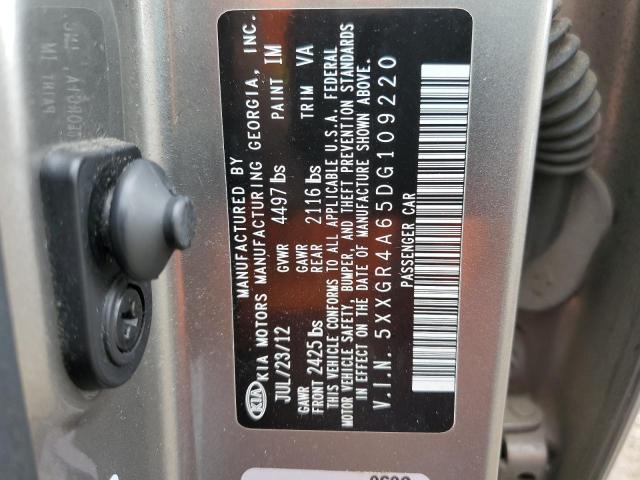 MANUFACTURED BY
KIA KIA MOTORS MANUFACTURING GEORGIA, INC.
JUL/23/12 GVWR 4497 lbs PAINT IM
GAWR FRONT 2425 lbs GAWR REAR 2116 lbs TRIM VA
THIS VEHICLE CONFORMS TO ALL APPLICABLE U.S.A. FEDERAL
MOTOR VEHICLE SAFETY, BUMPER, AND THEFT PREVENTION STANDARDS
IN EFFECT ON THE DATE OF MANUFACTURE SHOWN ABOVE.
V.I.N. 5XXGR4A65DG109220
PASSENGER CAR